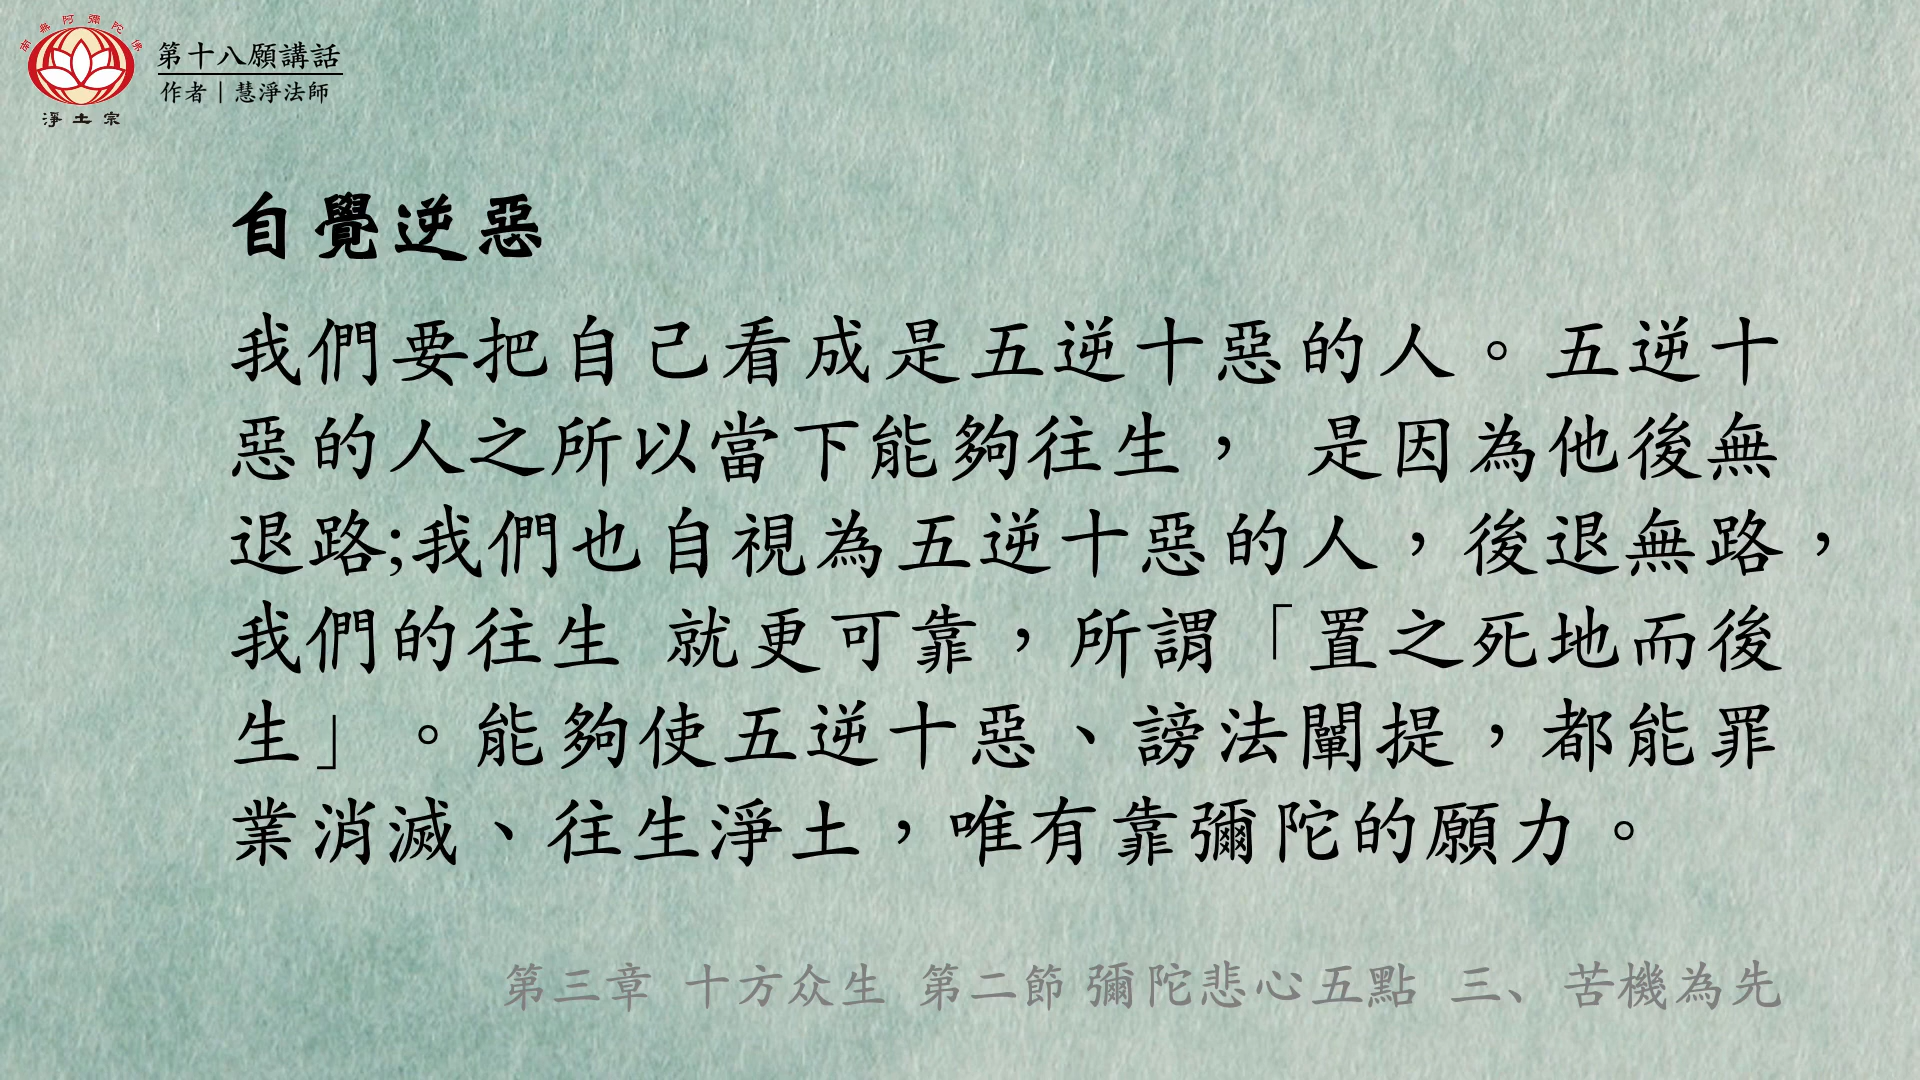 南無阿彌陀佛
淨土宗
第十八願講話
作者｜慧淨法師
自覺逆惡
我們要把自己看成是五逆十惡的人。五逆十
惡的人之所以當下能夠往生， 是因為他後無
退路;我們也自視為五逆十惡的人，後退無路，
我們的往生 就更可靠，所謂「置之死地而後
生」。能夠使五逆十惡、謗法闡提，都能罪
業消滅、往生淨土，唯有靠彌陀的願力。
第三章 十方众生 第二節 彌陀悲心五點 三、苦機為先